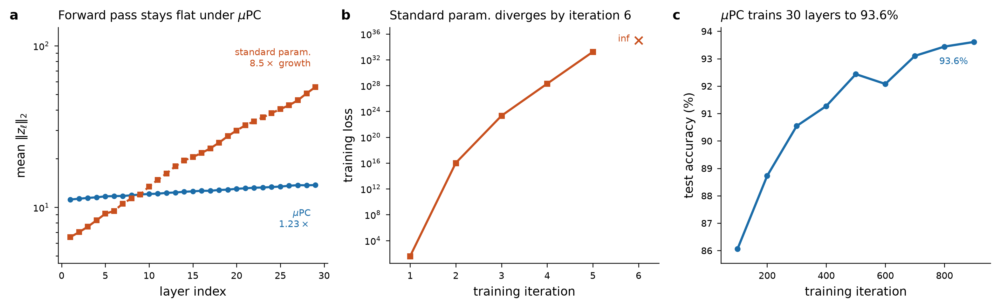 a Forward pass stays flat under μPC
mean ‖zℓ‖2
10²
10¹
standard param.
8.5 × growth
μPC
1.23 ×
0 5 10 15 20 25 30
layer index
b Standard param. diverges by iteration 6
training loss
10³⁶
10³²
10²⁸
10²⁴
10²⁰
10¹⁶
10¹²
10⁸
10⁴
inf
1 2 3 4 5 6
training iteration
c μPC trains 30 layers to 93.6%
test accuracy (%)
94
93
92
91
90
89
88
87
86
93.6%
200 400 600 800
training iteration